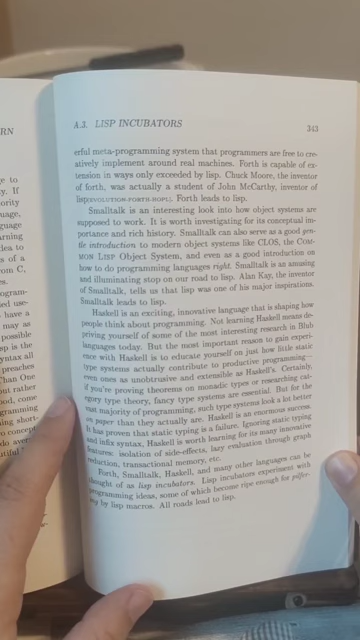 A.3. LISP INCUBATORS 343
erful meta-programming system that programmers are free to cre-
atively implement around real machines. Forth is capable of ex-
tension in ways only exceeded by lisp. Chuck Moore, the inventor
of forth, was actually a student of John McCarthy, inventor of
lisp[EVOLUTION-FORTH-HOPL]. Forth leads to lisp.
Smalltalk is an interesting look into how object systems are
supposed to work. It is worth investigating for its conceptual im-
portance and rich history. Smalltalk can also serve as a good gen-
tle introduction to modern object systems like CLOS, the COM-
MON LISP Object System, and even as a good introduction on
how to do programming languages right. Smalltalk is an amusing
and illuminating stop on our road to lisp. Alan Kay, the inventor
of Smalltalk, tells us that lisp was one of his major inspirations.
Smalltalk leads to lisp.
Haskell is an exciting, innovative language that is shaping how
people think about programming. Not learning Haskell means de-
priving yourself of some of the most interesting research in Blub
languages today. But the most important reason to gain experi-
ence with Haskell is to educate yourself on just how little static
type systems actually contribute to productive programming –
even ones as unobtrusive and extensible as Haskell's. Certainly,
if you're proving theorems on monadic types or researching cat-
egory type theory, fancy type systems are essential. But for the
vast majority of programming, such type systems look a lot better
on paper than they actually are. Haskell is an enormous success.
It has proven that static typing is a failure. Ignoring static typing
and infix syntax, Haskell is worth learning for its many innovative
features: isolation of side-effects, lazy evaluation through graph
reduction, transactional memory, etc.
Forth, Smalltalk, Haskell, and many other languages can be
thought of as lisp incubators. Lisp incubators experiment with
programming ideas, some of which become ripe enough for pilfer-
ing by lisp macros. All roads lead to lisp.